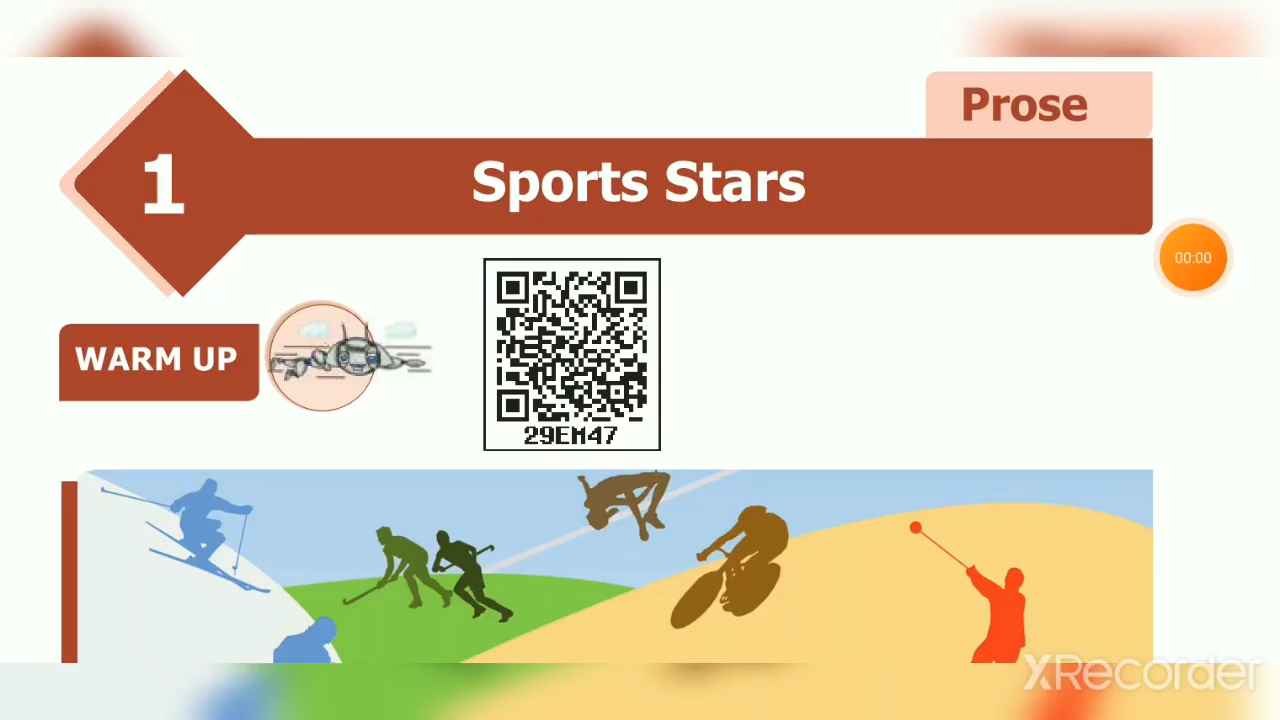 Prose
1
Sports Stars
00:00
WARM UP
29EM47
XRecorder